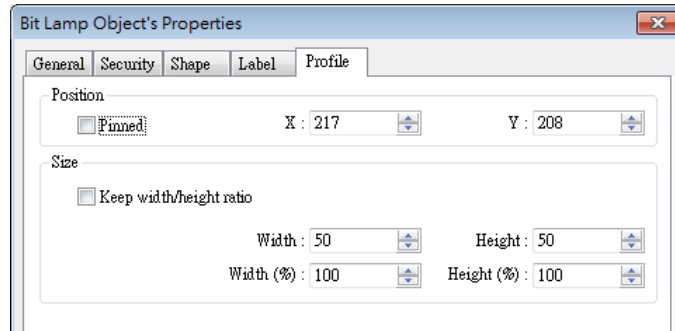 Bit Lamp Object's Properties
General Security Shape Label Profile
Position
Pinned X : 217 Y : 208
Size
Keep width/height ratio
Width : 50 Height : 50
Width (%) : 100 Height (%) : 100